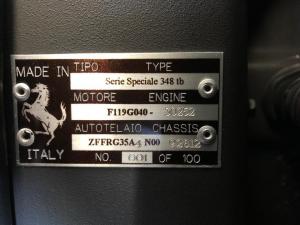 MADE IN
ITALY
TIPO TYPE
Serie Speciale 348 tb
MOTORE ENGINE
F119G040 -
AUTOTELAIO CHASSIS
ZFFRG35A N00
NO. 001 OF 100